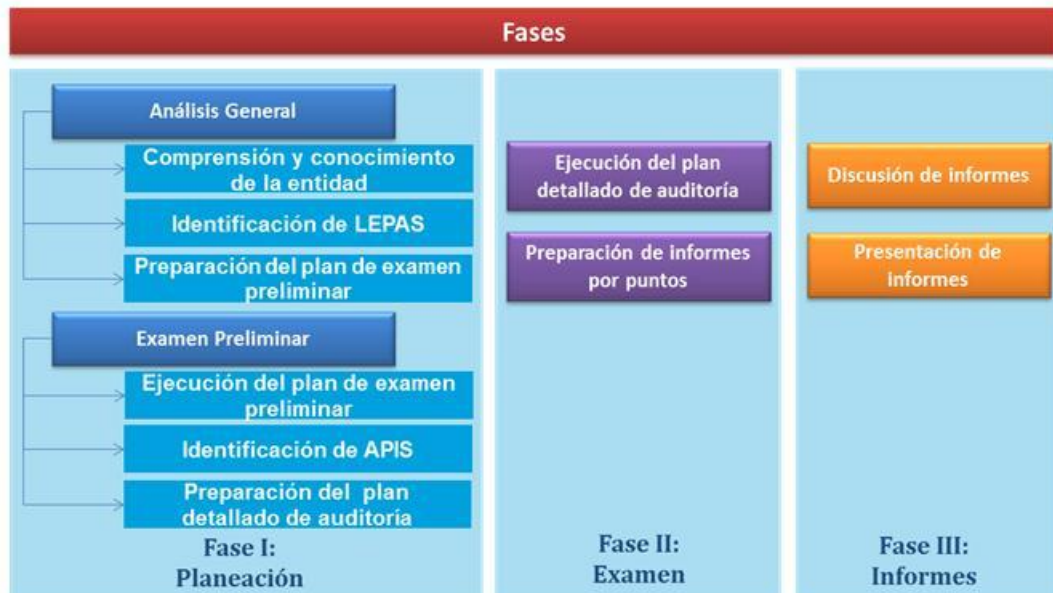 Fases
Análisis General
Comprensión y conocimiento
de la entidad
Identificación de LEPAS
Preparación del plan de examen
preliminar
Examen Preliminar
Ejecución del plan de examen
preliminar
Identificación de APIS
Preparación del plan
detallado de auditoría
Fase I:
Planeación
Ejecución del plan
detallado de auditoría
Preparación de informes
por puntos
Fase II:
Examen
Discusión de informes
Presentación de
informes
Fase III:
Informes